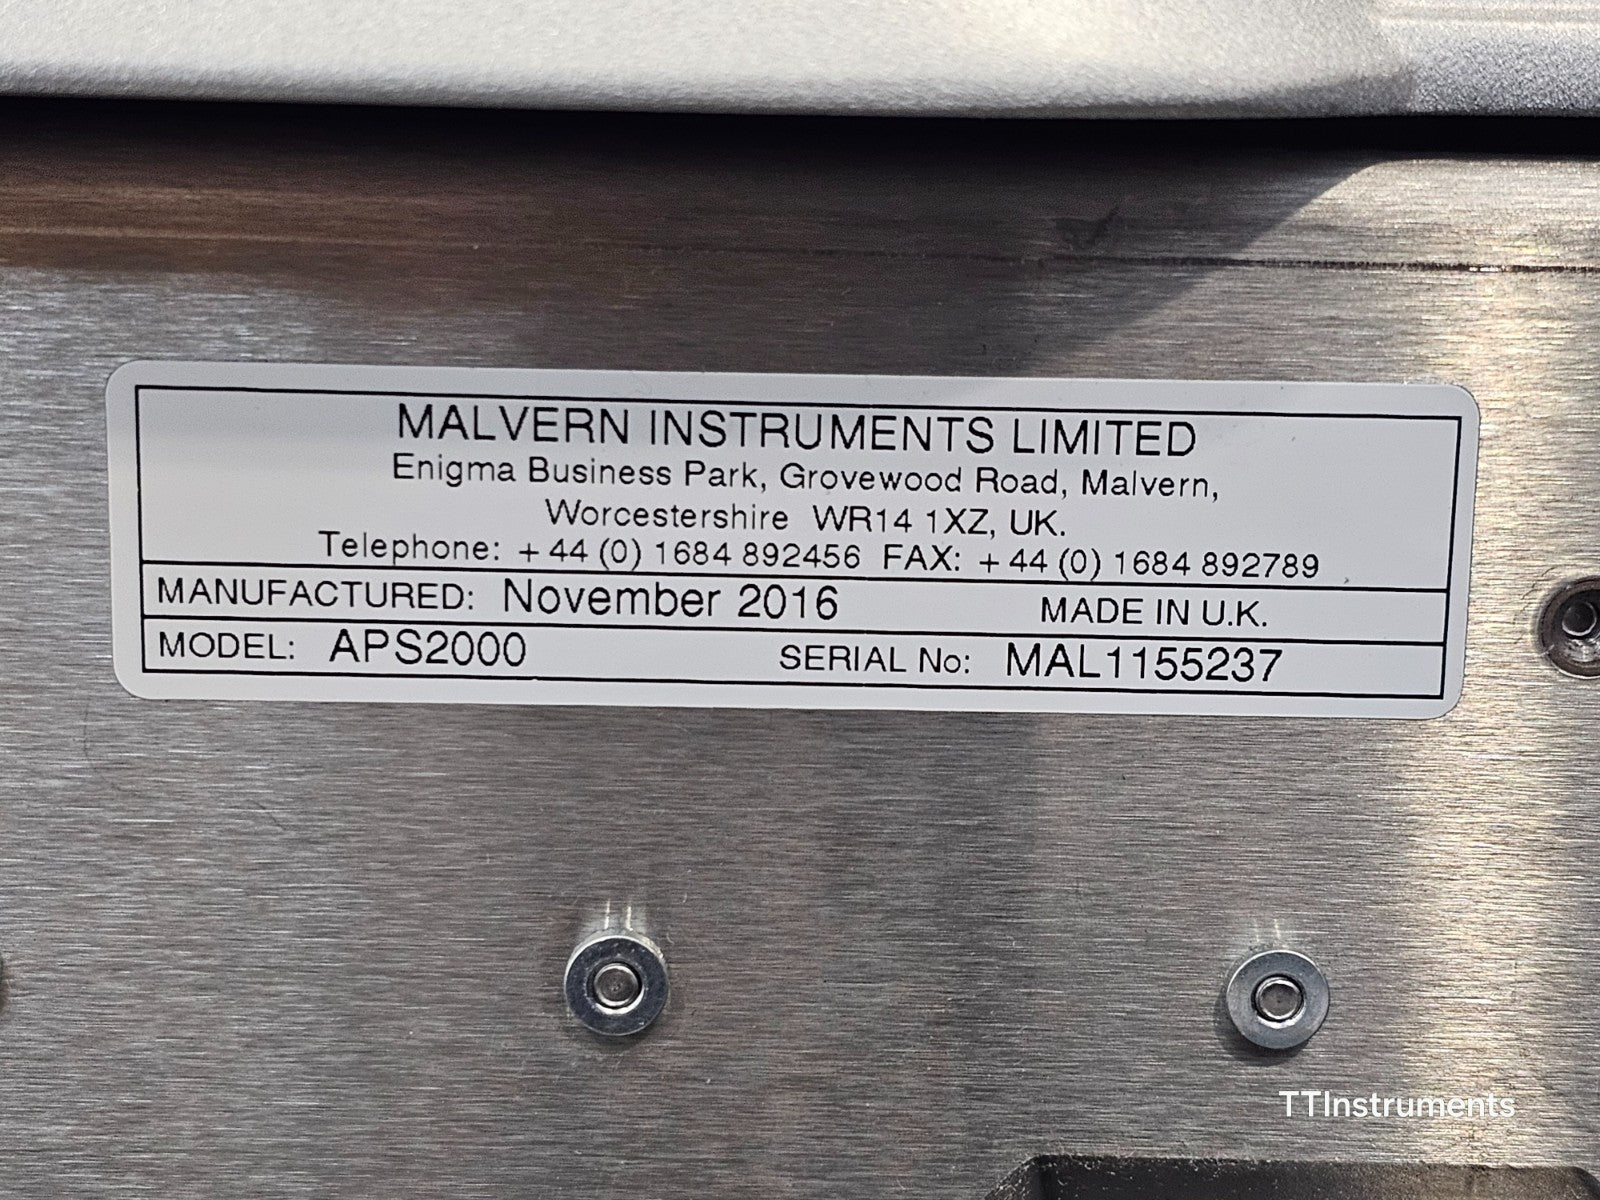 MALVERN INSTRUMENTS LIMITED
Enigma Business Park, Grovewood Road, Malvern,
Worcestershire WR14 1XZ, UK.
Telephone: +44 (0) 1684 892456 FAX: +44 (0) 1684 892789
MANUFACTURED: November 2016 MADE IN U.K.
MODEL: APS2000 SERIAL No: MAL1155237
TTInstruments